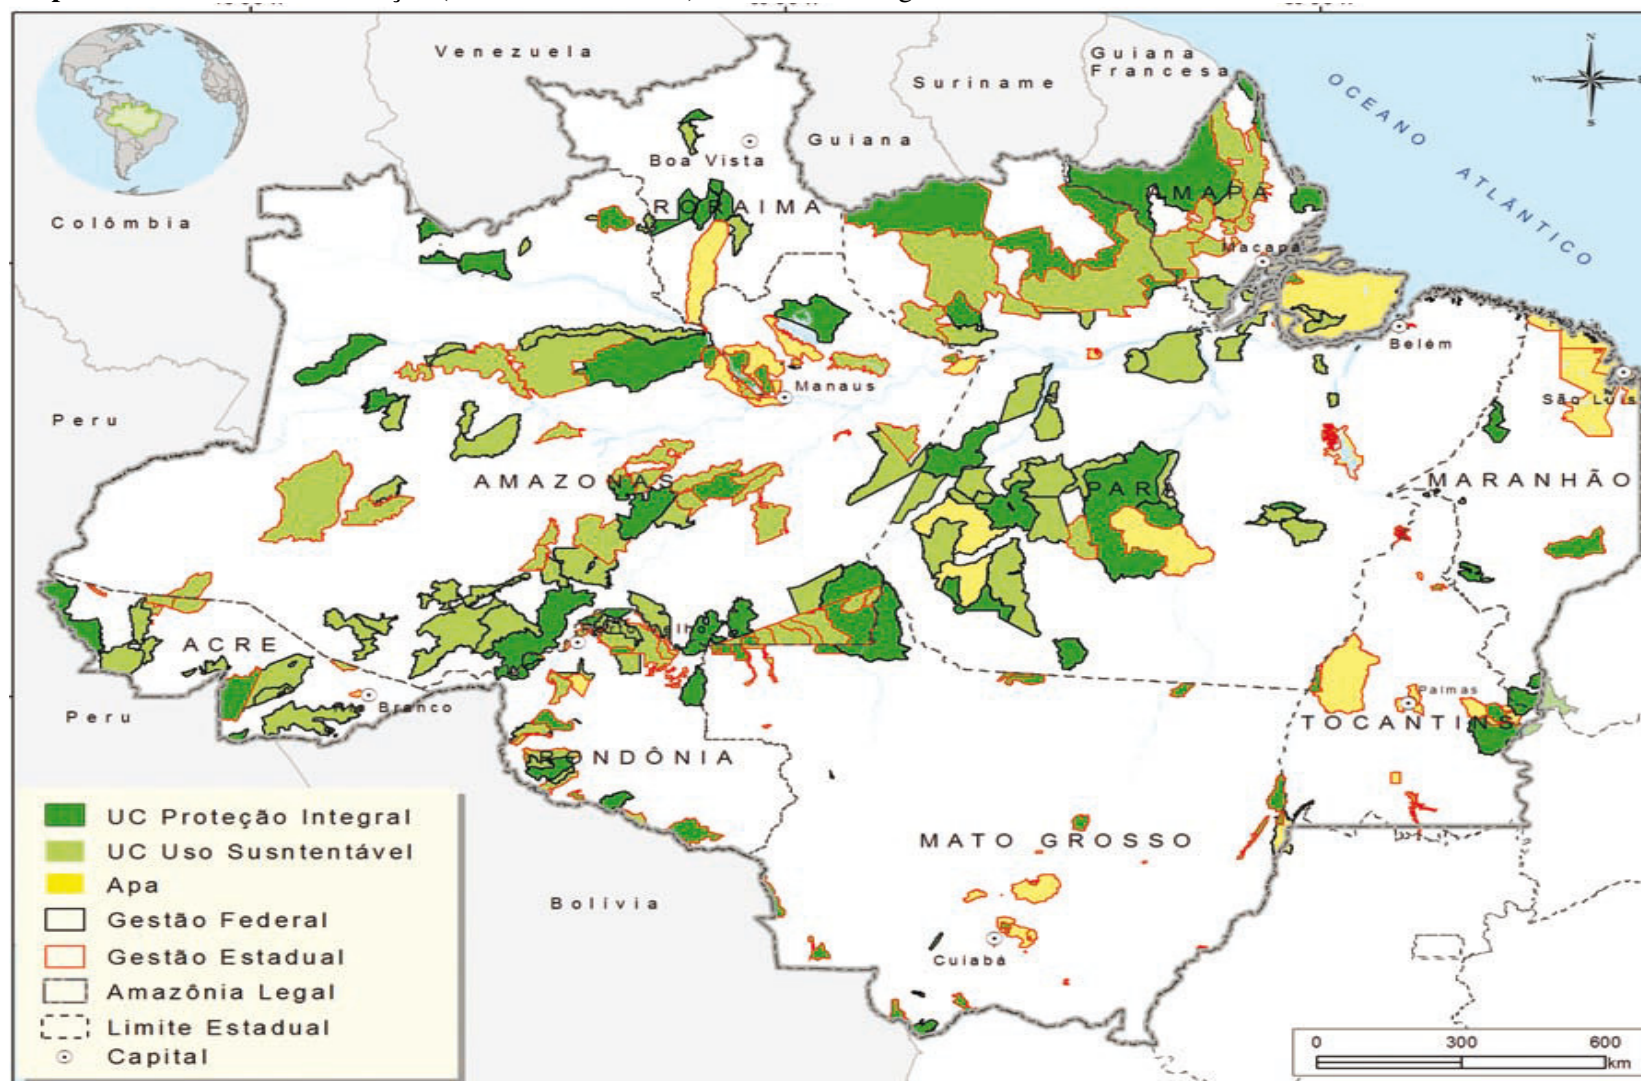 Venezuela
Guiana
Francesa
Suriname
Guiana
OCEANO ATLÂNTICO
N
W
S
Colômbia
Boa Vista
RORAIMA
AMAPÁ
Macapá
Belém
São Luis
Manaus
Peru
AMAZONAS
PARÁ
MARANHÃO
ACRE
Peru
Rio Branco
Palmas
TOCANTINS
RONDÔNIA
MATO GROSSO
Bolívia
Cuiabá
UC Proteção Integral
UC Uso Susntentável
Apa
Gestão Federal
Gestão Estadual
Amazônia Legal
Limite Estadual
Capital
0 300 600
km